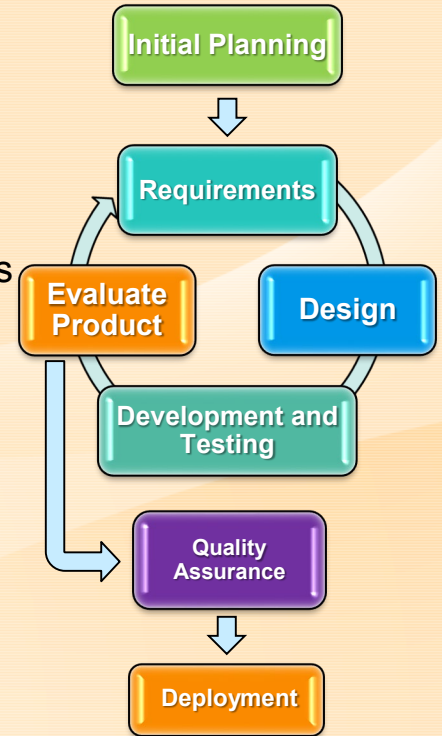 Initial Planning
Requirements
s
Evaluate
Product
Design
Development and
Testing
Quality
Assurance
Deployment